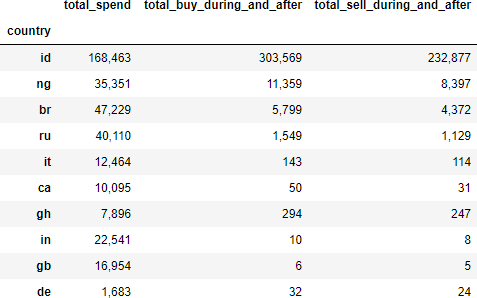 total_spend total_buy_during_and_after total_sell_during_and_after
country
id 168,463 303,569 232,877
ng 35,351 11,359 8,397
br 47,229 5,799 4,372
ru 40,110 1,549 1,129
it 12,464 143 114
ca 10,095 50 31
gh 7,896 294 247
in 22,541 10 8
gb 16,954 6 5
de 1,683 32 24